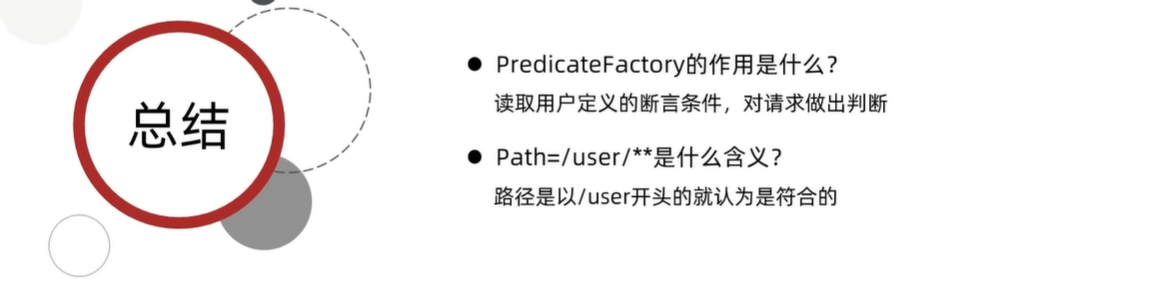 总结
PredicateFactory的作用是什么？
读取用户定义的断言条件，对请求做出判断
Path=/user/**是什么含义？
路径是以/user开头的就认为是符合的